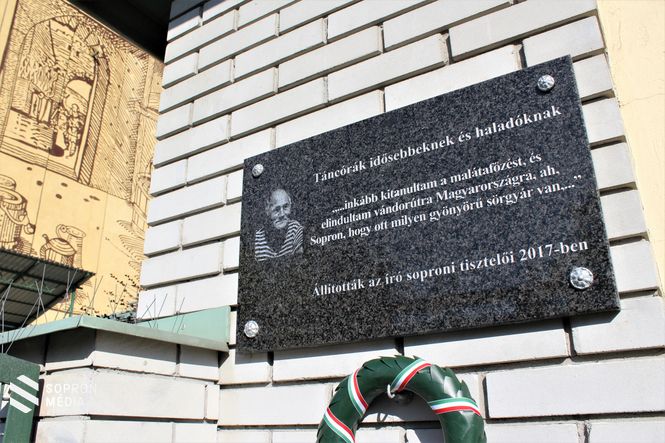 Táncórák idősebbeknek és haladóknak
„...inkább kitanultam a malátafőzést, és
elindultam vándorútra Magyarországra, ah,
Sopron, hogy ott milyen gyönyörű sörgyár van,...”
Állították az író soproni tisztelői 2017-ben
SOPRON
MÉDIA